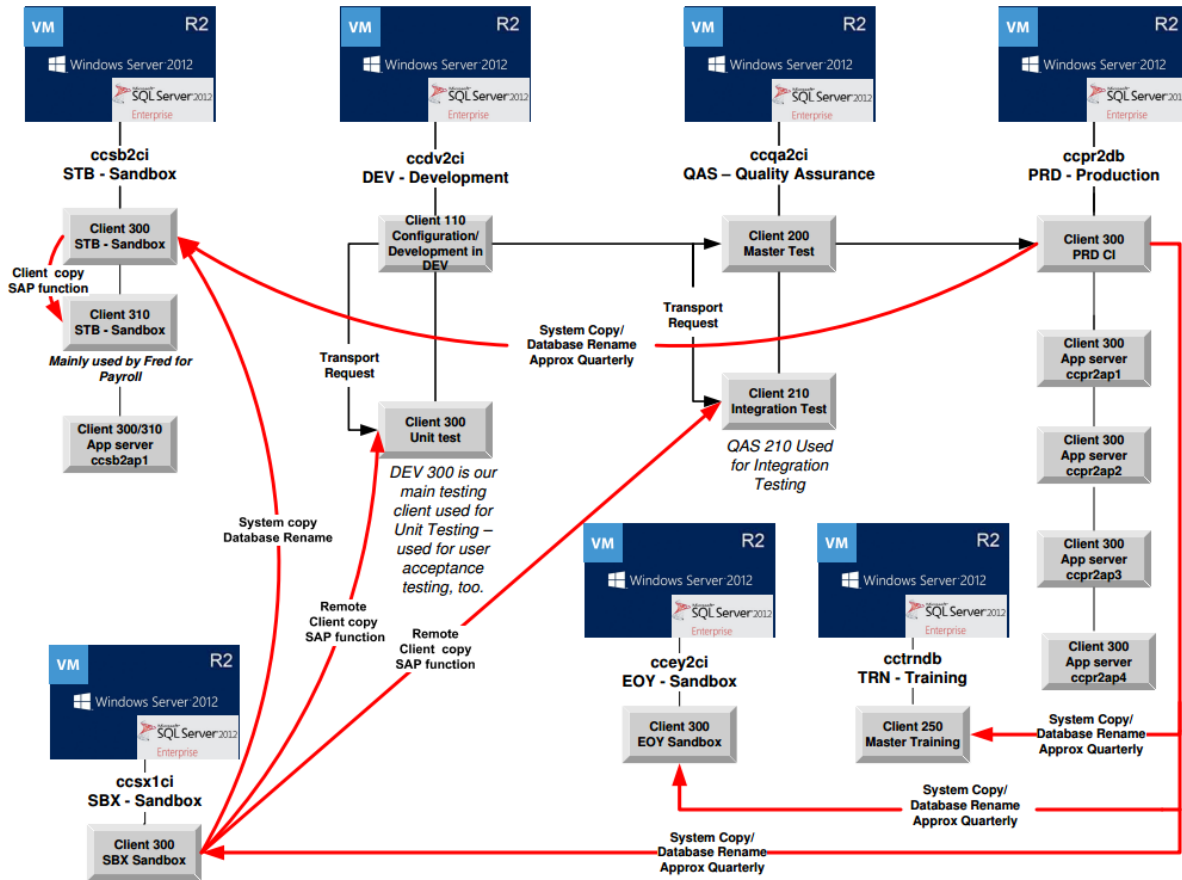 VM
R2
Windows Server 2012
Microsoft
SQL Server 2012
Enterprise
ccsb2ci
STB - Sandbox
Client 300
STB - Sandbox
Client copy
SAP function
Client 310
STB - Sandbox
Mainly used by Fred for
Payroll
Client 300/310
App server
ccsb2ap1
VM
R2
Windows Server 2012
Microsoft
SQL Server 2012
Enterprise
ccdv2ci
DEV - Development
Client 110
Configuration/
Development in
DEV
Transport
Request
Client 300
Unit test
DEV 300 is our
main testing
client used for
Unit Testing –
used for user
acceptance
testing, too.
VM
R2
Windows Server 2012
Microsoft
SQL Server 2012
Enterprise
ccqa2ci
QAS – Quality Assurance
Client 200
Master Test
Transport
Request
Client 210
Integration Test
QAS 210 Used
for Integration
Testing
VM
R2
Windows Server 2012
Microsoft
SQL Server 2012
Enterprise
ccpr2db
PRD - Production
Client 300
PRD CI
Client 300
App server
ccpr2ap1
Client 300
App server
ccpr2ap2
Client 300
App server
ccpr2ap3
Client 300
App server
ccpr2ap4
System Copy/
Database Rename
Approx Quarterly
System copy
Database Rename
Remote
Client copy
SAP function
Remote
Client copy
SAP function
VM
R2
Windows Server 2012
Microsoft
SQL Server 2012
Enterprise
ccey2ci
EOY - Sandbox
Client 300
EOY Sandbox
VM
R2
Windows Server 2012
Microsoft
SQL Server 2012
Enterprise
cctrndb
TRN - Training
Client 250
Master Training
System Copy/
Database Rename
Approx Quarterly
System Copy/
Database Rename
Approx Quarterly
VM
R2
Windows Server 2012
Microsoft
SQL Server 2012
Enterprise
ccsx1ci
SBX - Sandbox
Client 300
SBX Sandbox
System Copy/
Database Rename
Approx Quarterly